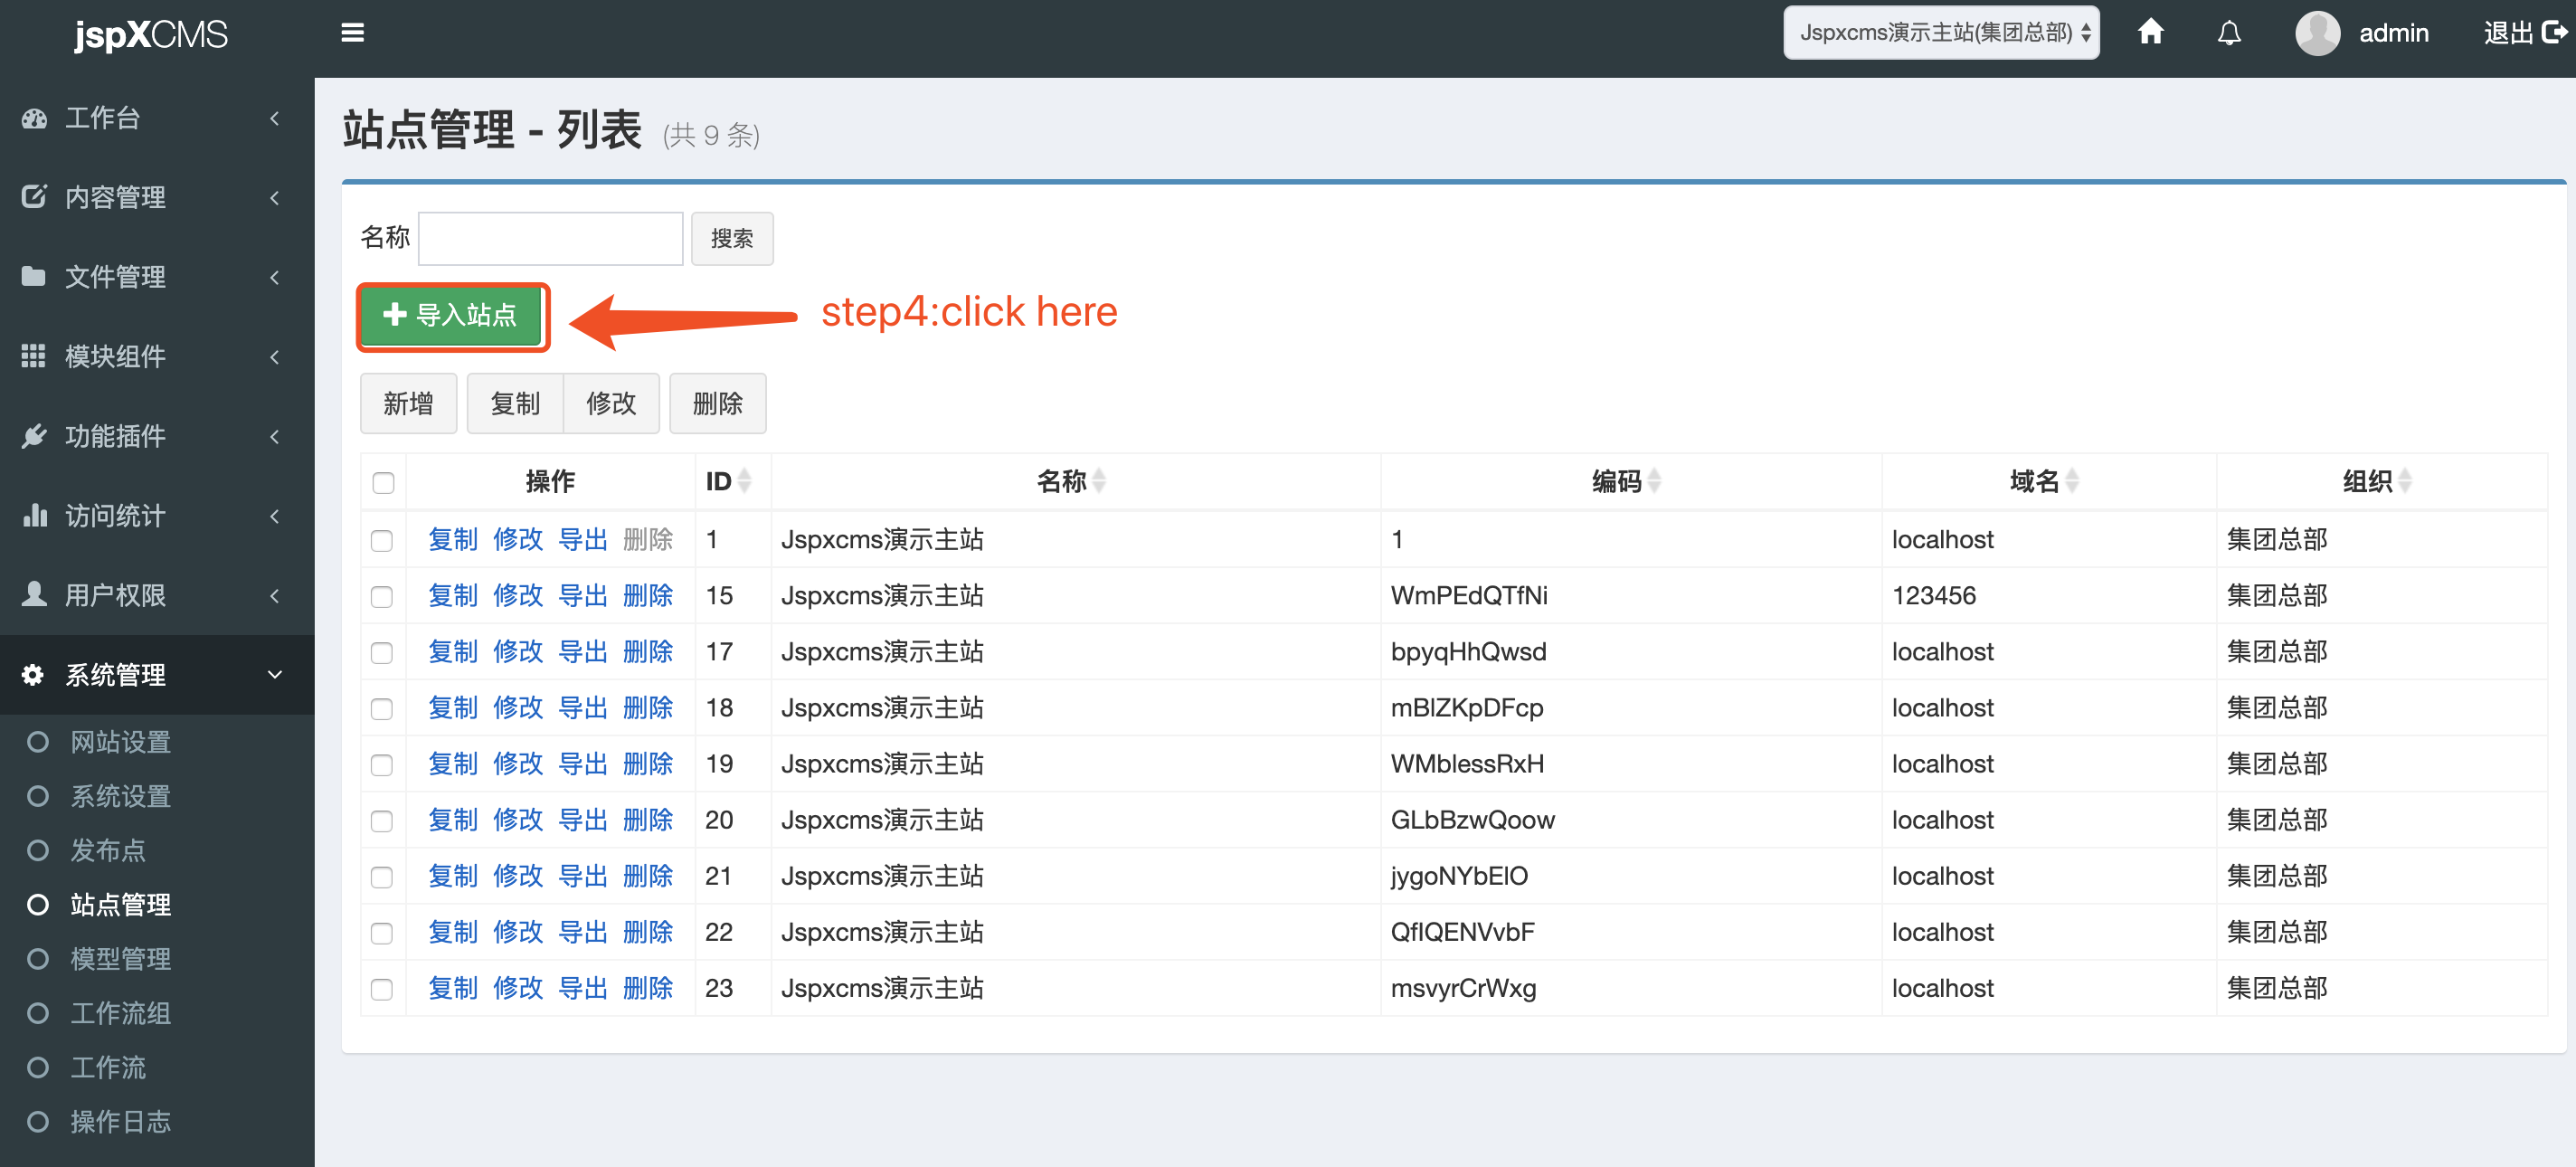 jspXCMS
Jspxcms演示主站(集团总部)
admin
退出
工作台
内容管理
文件管理
模块组件
功能插件
访问统计
用户权限
系统管理
网站设置
系统设置
发布点
站点管理
模型管理
工作流组
工作流
操作日志
站点管理 - 列表 (共 9 条)
名称 搜索
导入站点
step4:click here
新增 复制 修改 删除
操作 ID 名称 编码 域名 组织
复制 修改 导出 删除 1 Jspxcms演示主站 1 localhost 集团总部
复制 修改 导出 删除 15 Jspxcms演示主站 WmPEdQTfNi 123456 集团总部
复制 修改 导出 删除 17 Jspxcms演示主站 bpyqHhQwsd localhost 集团总部
复制 修改 导出 删除 18 Jspxcms演示主站 mBlZKpDFcp localhost 集团总部
复制 修改 导出 删除 19 Jspxcms演示主站 WMblessRxH localhost 集团总部
复制 修改 导出 删除 20 Jspxcms演示主站 GLbBzwQoow localhost 集团总部
复制 修改 导出 删除 21 Jspxcms演示主站 jygoNYbElO localhost 集团总部
复制 修改 导出 删除 22 Jspxcms演示主站 QflQENVvbF localhost 集团总部
复制 修改 导出 删除 23 Jspxcms演示主站 msvyrCrWxg localhost 集团总部